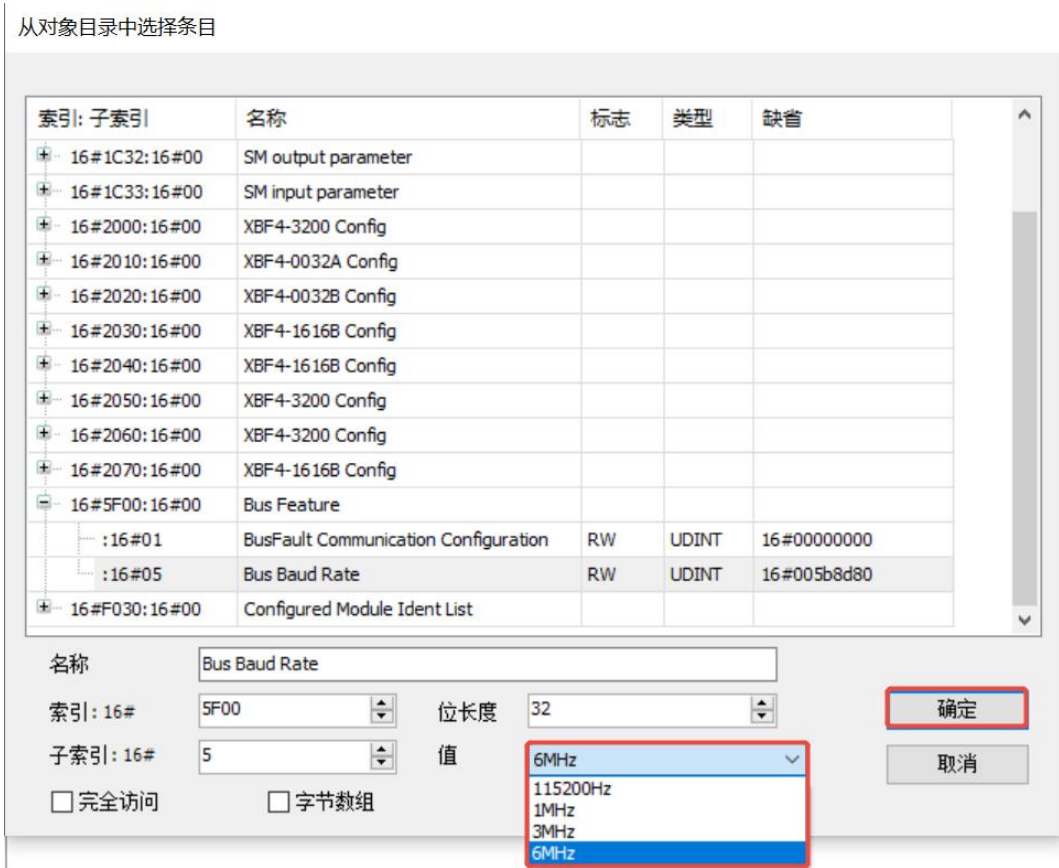 从对象目录中选择条目
索引: 子索引 名称 标志 类型 缺省
16#1C32:16#00 SM output parameter
16#1C33:16#00 SM input parameter
16#2000:16#00 XBF4-3200 Config
16#2010:16#00 XBF4-0032A Config
16#2020:16#00 XBF4-0032B Config
16#2030:16#00 XBF4-1616B Config
16#2040:16#00 XBF4-1616B Config
16#2050:16#00 XBF4-3200 Config
16#2060:16#00 XBF4-3200 Config
16#2070:16#00 XBF4-1616B Config
16#5F00:16#00 Bus Feature
:16#01 BusFault Communication Configuration RW UDINT 16#00000000
:16#05 Bus Baud Rate RW UDINT 16#005b8d80
16#F030:16#00 Configured Module Ident List
名称 Bus Baud Rate
索引: 16# 5F00 位长度 32 确定
子索引: 16# 5 值 6MHz 取消
完全访问 字节数组
115200Hz
1MHz
3MHz
6MHz